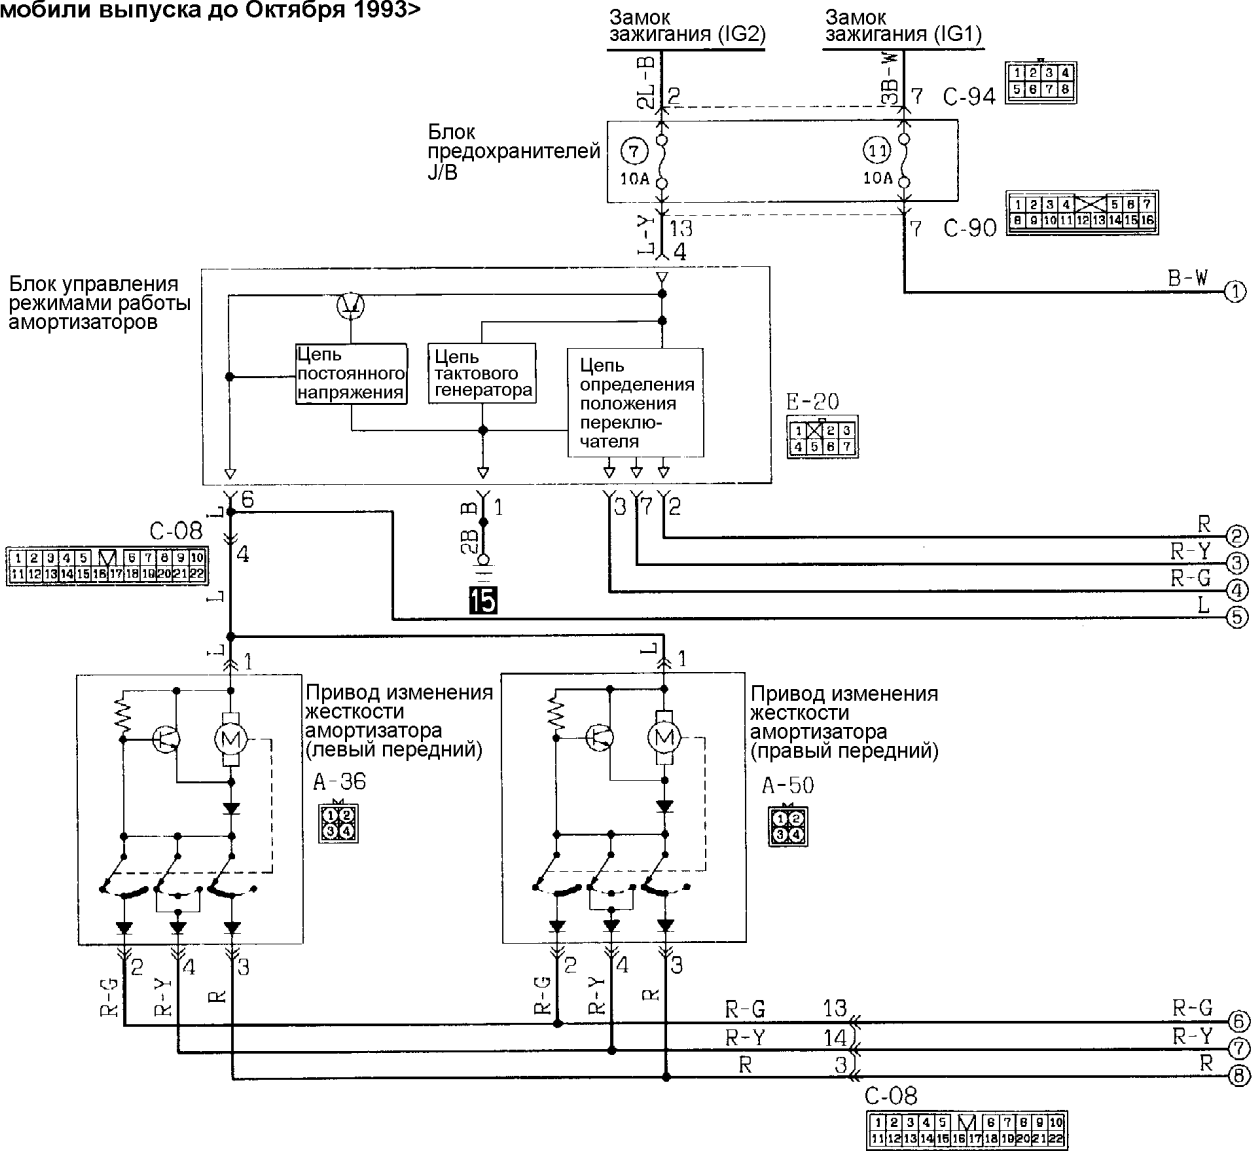 мобили выпуска до Октября 1993>
Замок
зажигания (IG2)
Замок
зажигания (IG1)
2L-B
2
3B-W
7
C-94
1 2 3 4
5 6 7 8
Блок
предохранителей
J/B
7
10A
11
10A
L-Y
13
4
7
C-90
1 2 3 4 5 6 7
8 9 10 11 12 13 14 15 16
B-W
1
Блок управления
режимами работы
амортизаторов
Цепь
постоянного
напряжения
Цепь
тактового
генератора
Цепь
определения
положения
переклю-
чателя
E-20
1 2 3
4 5 6 7
6
L
B
1
3
7
2
C-08
4
2B
15
1 2 3 4 5 6 7 8 9 10
11 12 13 14 15 16 17 18 19 20 21 22
R
2
R-Y
3
R-G
4
L
5
L
L
1
L
1
Привод изменения
жесткости
амортизатора
(левый передний)
M
A-36
1 2
3 4
Привод изменения
жесткости
амортизатора
(правый передний)
M
A-50
1 2
3 4
2
4
3
R-G
R-Y
R
2
4
3
R-G
R-Y
R
R-G
13
R-G
6
R-Y
14
R-Y
7
R
3
R
8
C-08
1 2 3 4 5 6 7 8 9 10
11 12 13 14 15 16 17 18 19 20 21 22